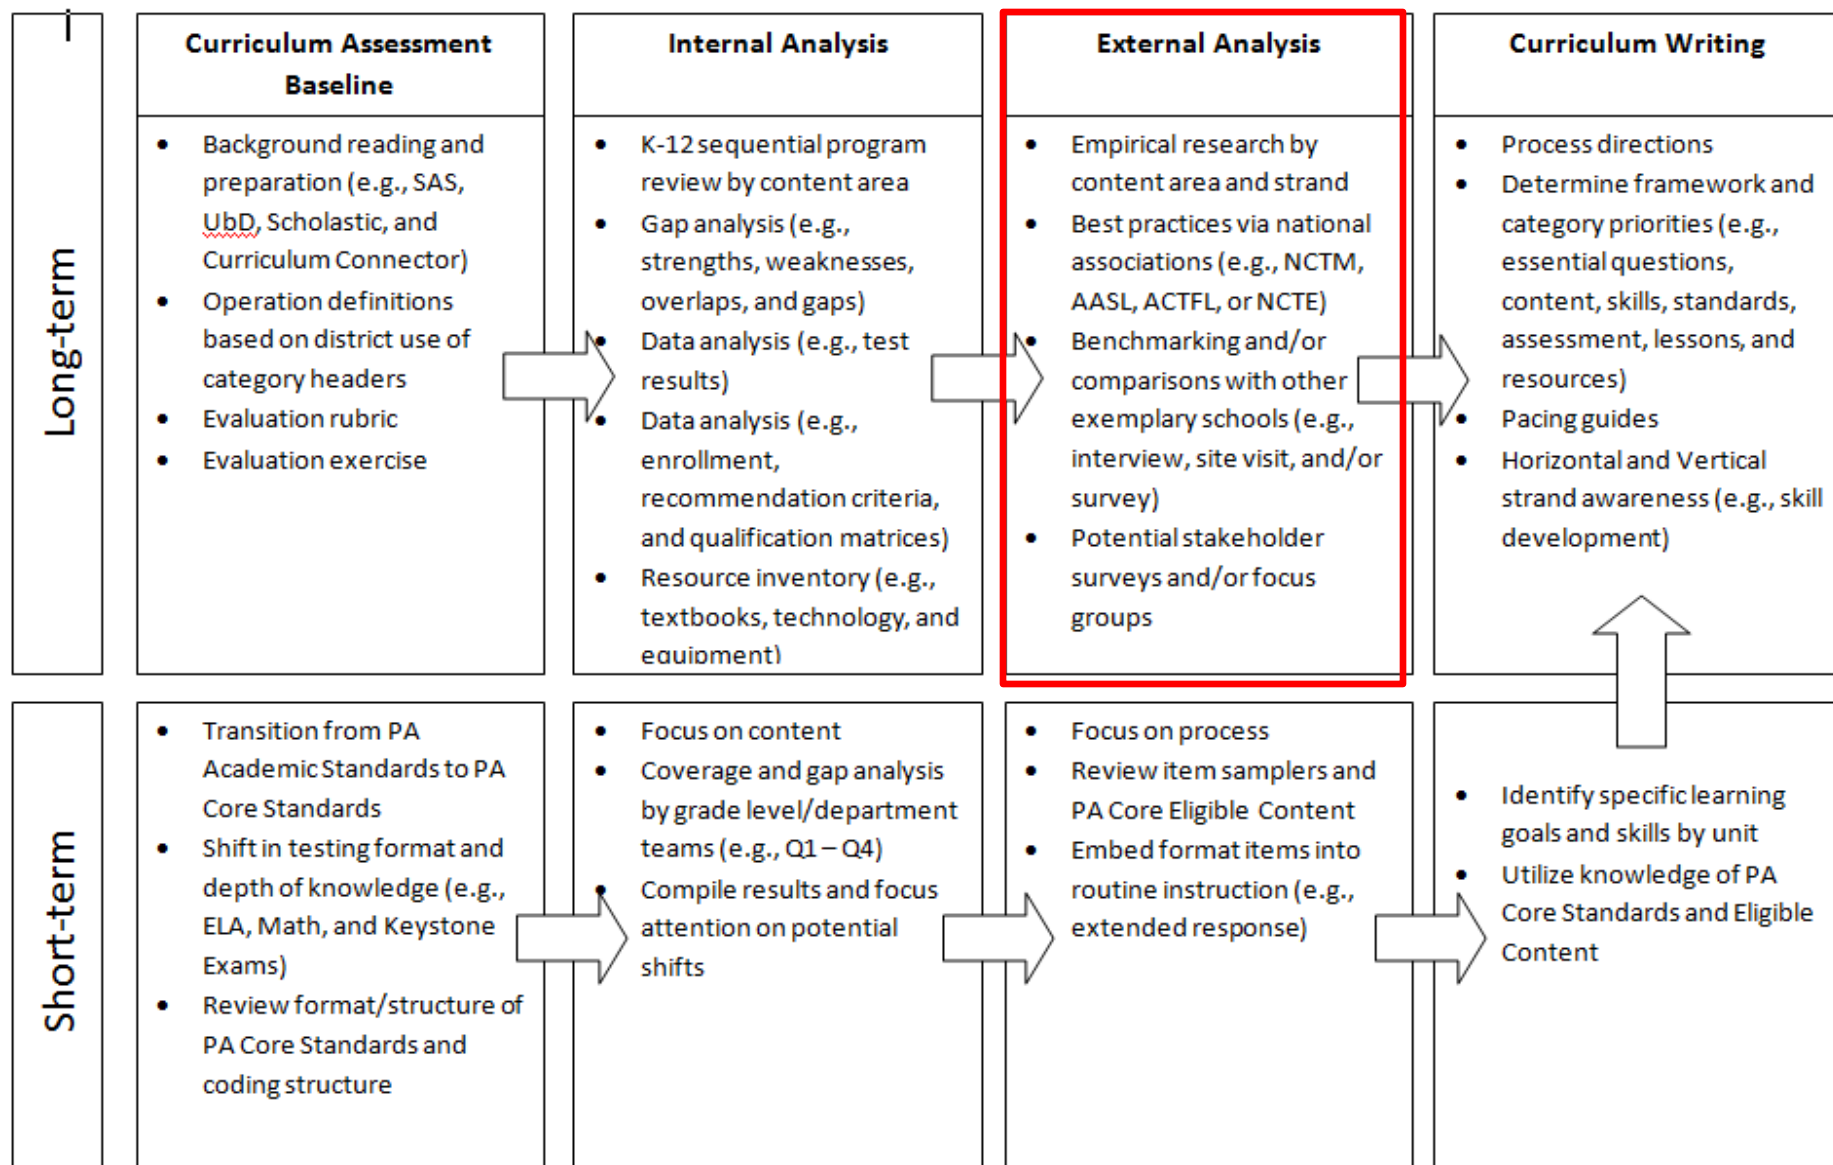 i
Long-term
Curriculum Assessment
Baseline
• Background reading and
preparation (e.g., SAS,
UbD, Scholastic, and
Curriculum Connector)
• Operation definitions
based on district use of
category headers
• Evaluation rubric
• Evaluation exercise
Internal Analysis
• K-12 sequential program
review by content area
• Gap analysis (e.g.,
strengths, weaknesses,
overlaps, and gaps)
• Data analysis (e.g., test
results)
• Data analysis (e.g.,
enrollment,
recommendation criteria,
and qualification matrices)
• Resource inventory (e.g.,
textbooks, technology, and
equipment)
External Analysis
• Empirical research by
content area and strand
• Best practices via national
associations (e.g., NCTM,
AASL, ACTFL, or NCTE)
• Benchmarking and/or
comparisons with other
exemplary schools (e.g.,
interview, site visit, and/or
survey)
• Potential stakeholder
surveys and/or focus
groups
Curriculum Writing
• Process directions
• Determine framework and
category priorities (e.g.,
essential questions,
content, skills, standards,
assessment, lessons, and
resources)
• Pacing guides
• Horizontal and Vertical
strand awareness (e.g., skill
development)
Short-term
• Transition from PA
Academic Standards to PA
Core Standards
• Shift in testing format and
depth of knowledge (e.g.,
ELA, Math, and Keystone
Exams)
• Review format/structure of
PA Core Standards and
coding structure
• Focus on content
• Coverage and gap analysis
by grade level/department
teams (e.g., Q1 – Q4)
• Compile results and focus
attention on potential
shifts
• Focus on process
• Review item samplers and
PA Core Eligible Content
• Embed format items into
routine instruction (e.g.,
extended response)
• Identify specific learning
goals and skills by unit
• Utilize knowledge of PA
Core Standards and Eligible
Content